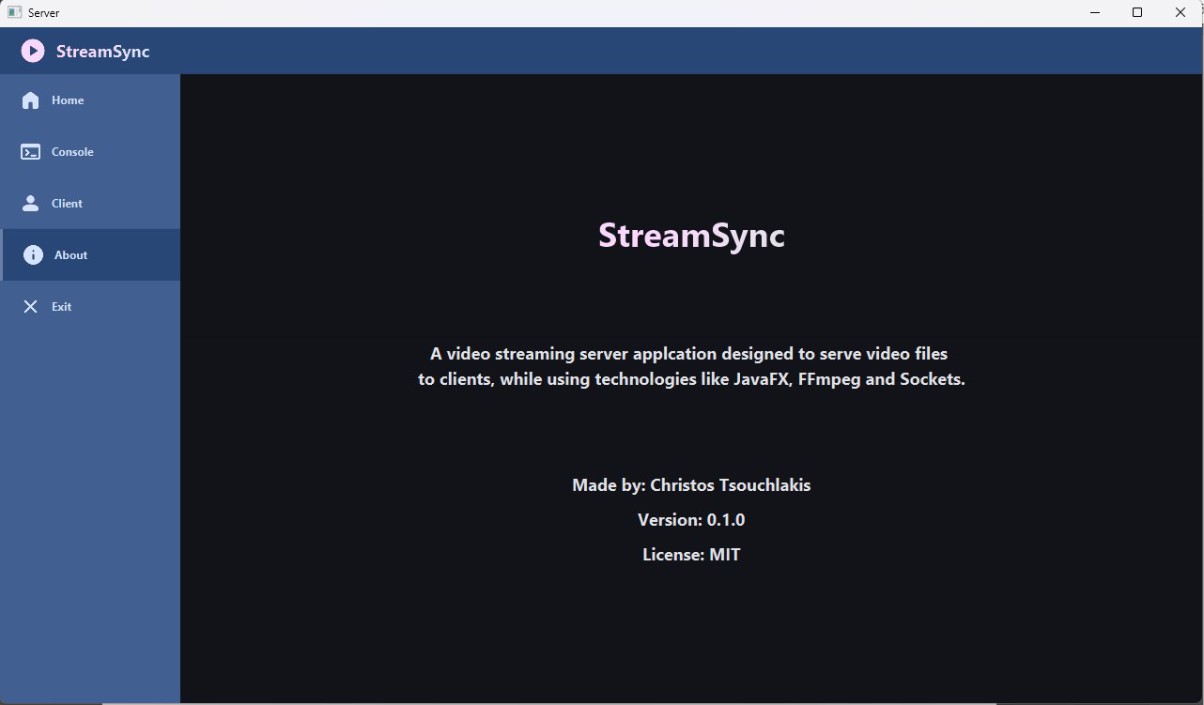 Server
StreamSync
Home
Console
Client
About
Exit
StreamSync
A video streaming server applcation designed to serve video files
to clients, while using technologies like JavaFX, FFmpeg and Sockets.
Made by: Christos Tsouchlakis
Version: 0.1.0
License: MIT